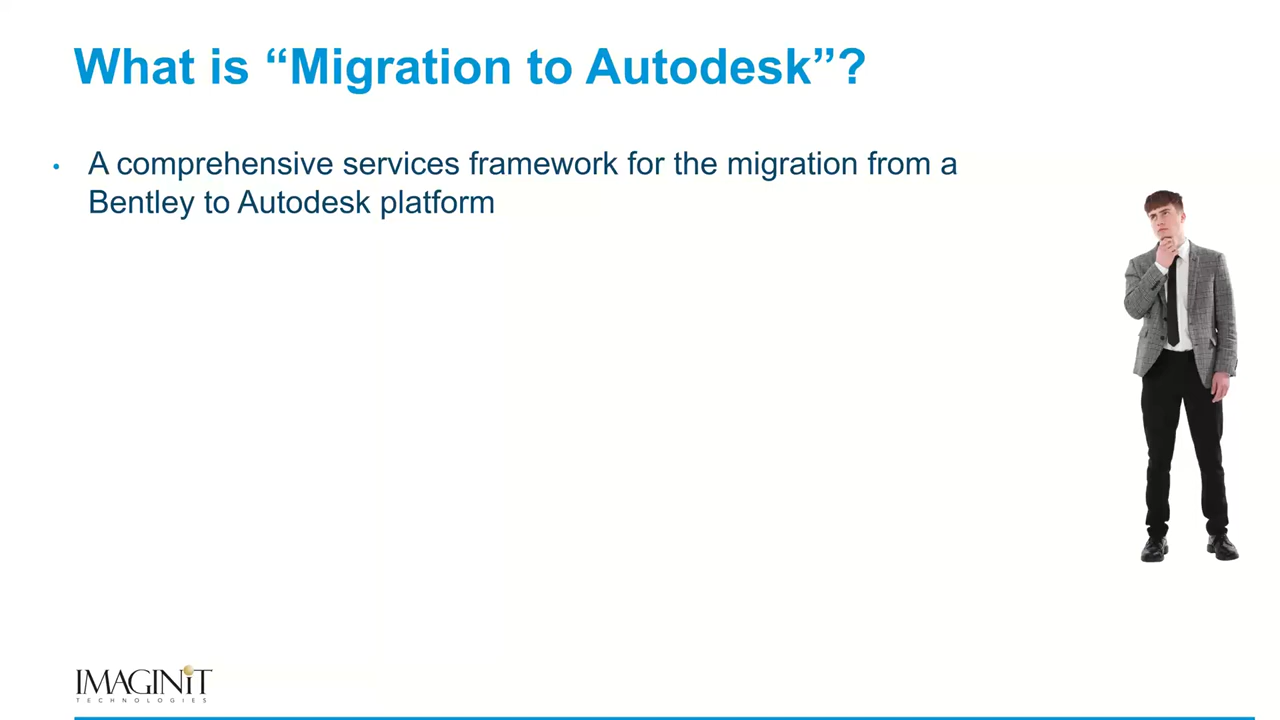 What is “Migration to Autodesk”?
• A comprehensive services framework for the migration from a
Bentley to Autodesk platform
IMAGINiT
TECHNOLOGIES